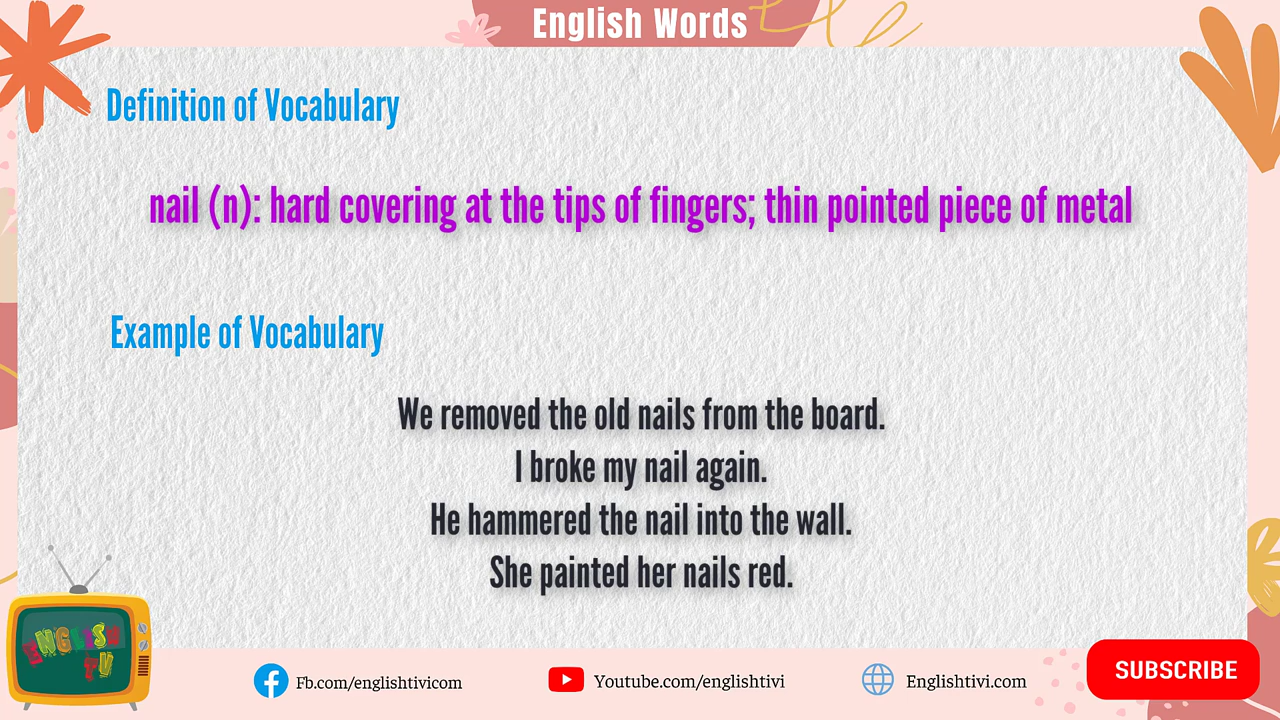 English Words
Definition of Vocabulary
nail (n): hard covering at the tips of fingers; thin pointed piece of metal
Example of Vocabulary
We removed the old nails from the board.
I broke my nail again.
He hammered the nail into the wall.
She painted her nails red.
ENGLISH
TV
Fb.com/englishtivicom
Youtube.com/englishtivi
Englishtivi.com
SUBSCRIBE